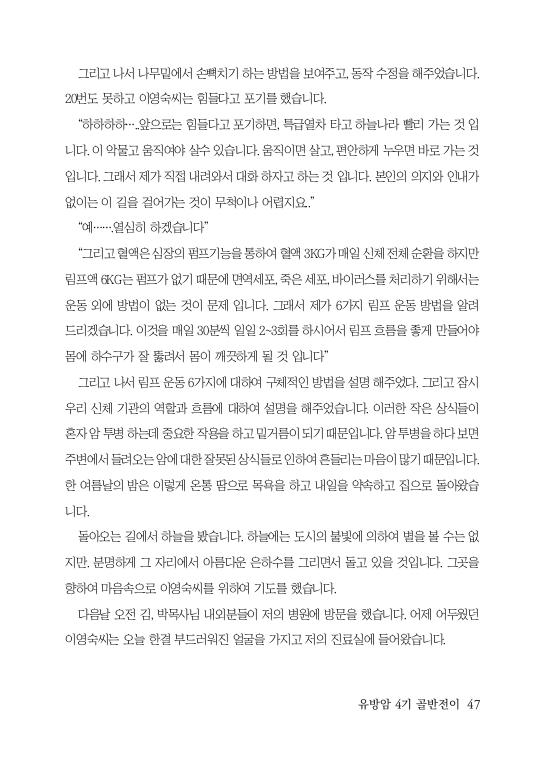 그리고 나서 나무밑에서 손뼉치기 하는 방법을 보여주고, 동작 수정을 해주었습니다.
20번도 못하고 이영숙씨는 힘들다고 포기를 했습니다.
“하하하하…..앞으로는 힘들다고 포기하면, 특급열차 타고 하늘나라 빨리 가는 것 입
니다. 이 악물고 움직여야 살수 있습니다. 움직이면 살고, 편안하게 누우면 바로 가는 것
입니다. 그래서 제가 직접 내려와서 대화 하자고 하는 것 입니다. 본인의 의지와 인내가
없이는 이 길을 걸어가는 것이 무척이나 어렵지요..”
“예…….열심히 하겠습니다”
“그리고 혈액은 심장의 펌프기능을 통하여 혈액 3KG가 매일 신체 전체 순환을 하지만
림프액 6KG는 펌프가 없기 때문에 면역세포, 죽은 세포, 바이러스를 처리하기 위해서는
운동 외에 방법이 없는 것이 문제 입니다. 그래서 제가 6가지 림프 운동 방법을 알려
드리겠습니다. 이것을 매일 30분씩 일일 2~3회를 하시어서 림프 흐름을 좋게 만들어야
몸에 하수구가 잘 뚫려서 몸이 깨끗하게 될 것 입니다”
그리고 나서 림프 운동 6가지에 대하여 구체적인 방법을 설명 해주었다. 그리고 잠시
우리 신체 기관의 역할과 흐름에 대하여 설명을 해주었습니다. 이러한 작은 상식들이
혼자 암 투병 하는데 중요한 작용을 하고 밑거름이 되기 때문입니다. 암 투병을 하다 보면
주변에서 들려오는 암에 대한 잘못된 상식들로 인하여 흔들리는 마음이 많기 때문입니다.
한 여름날의 밤은 이렇게 온통 땀으로 목욕을 하고 내일을 약속하고 집으로 돌아왔습
니다.
돌아오는 길에서 하늘을 봤습니다. 하늘에는 도시의 불빛에 의하여 별을 볼 수는 없
지만. 분명하게 그 자리에서 아름다운 은하수를 그리면서 돌고 있을 것입니다. 그곳을
향하여 마음속으로 이영숙씨를 위하여 기도를 했습니다.
다음날 오전 김, 박목사님 내외분들이 저의 병원에 방문을 했습니다. 어제 어두웠던
이영숙씨는 오늘 한결 부드러워진 얼굴을 가지고 저의 진료실에 들어왔습니다.
유방암 4기 골반전이 47